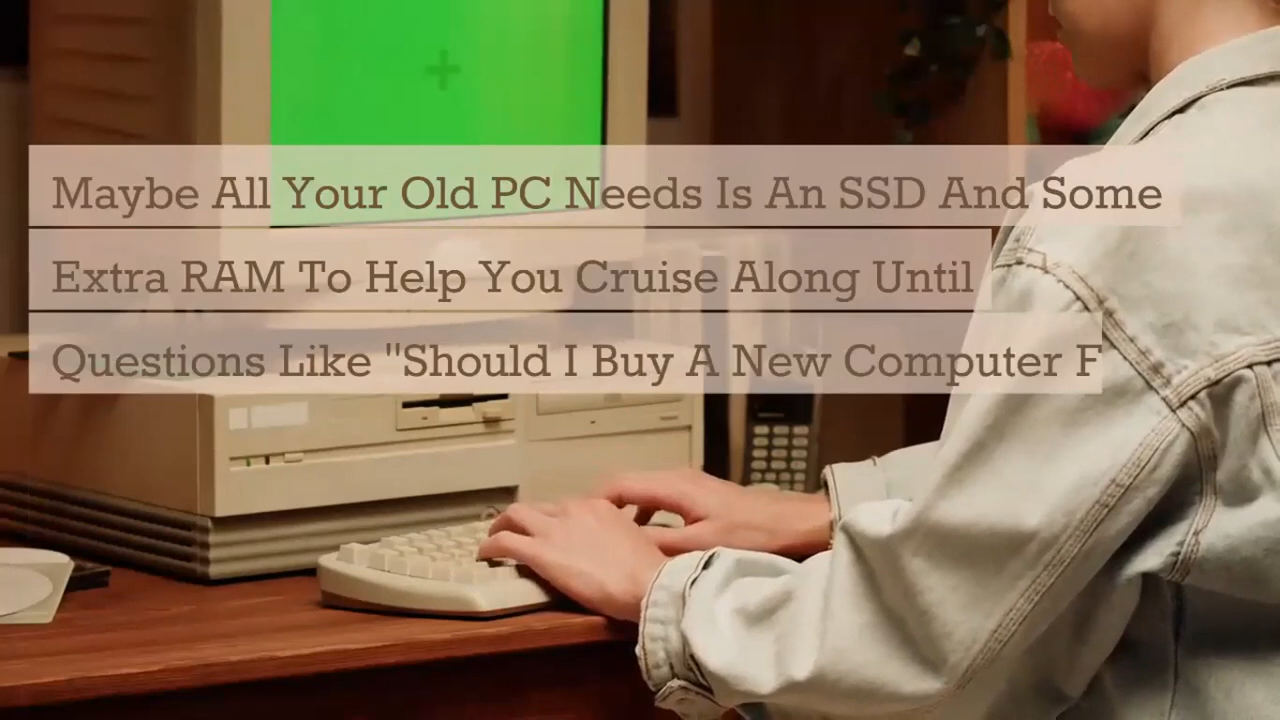 Maybe All Your Old PC Needs Is An SSD And Some
Extra RAM To Help You Cruise Along Until
Questions Like "Should I Buy A New Computer F